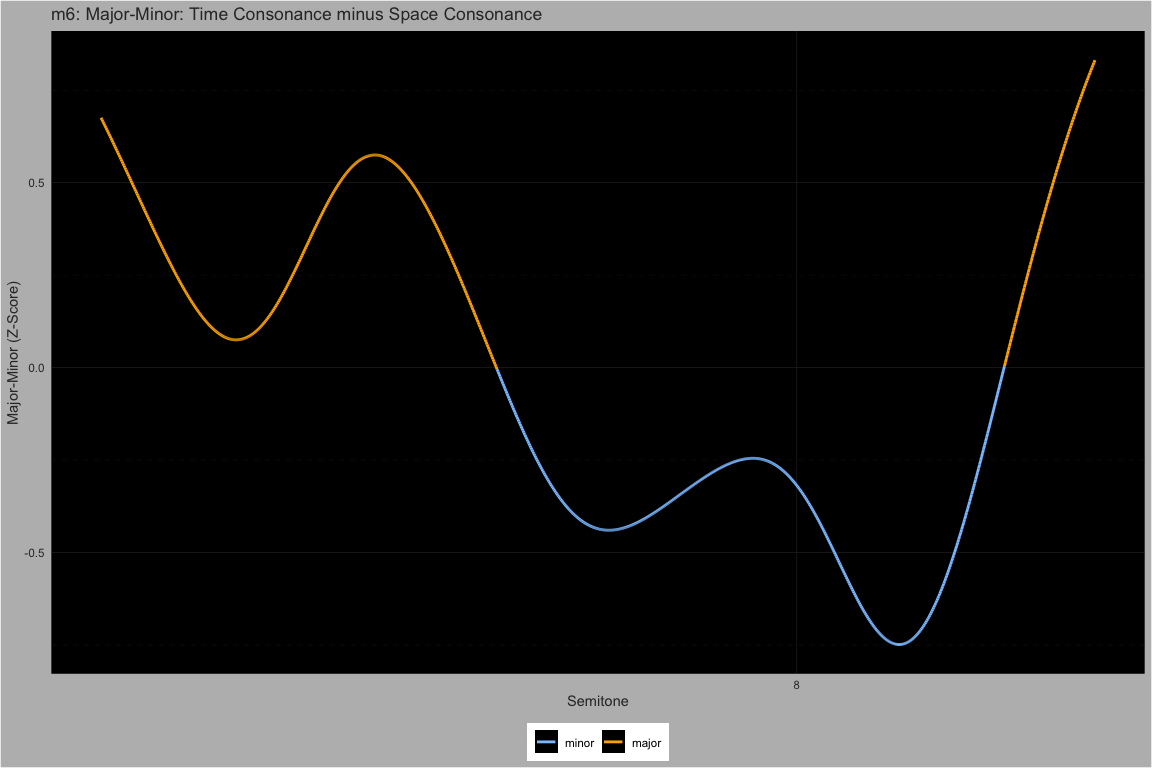 m6: Major-Minor: Time Consonance minus Space Consonance
Major-Minor (Z-Score)
0.5
0.0
-0.5
8
Semitone
minor major